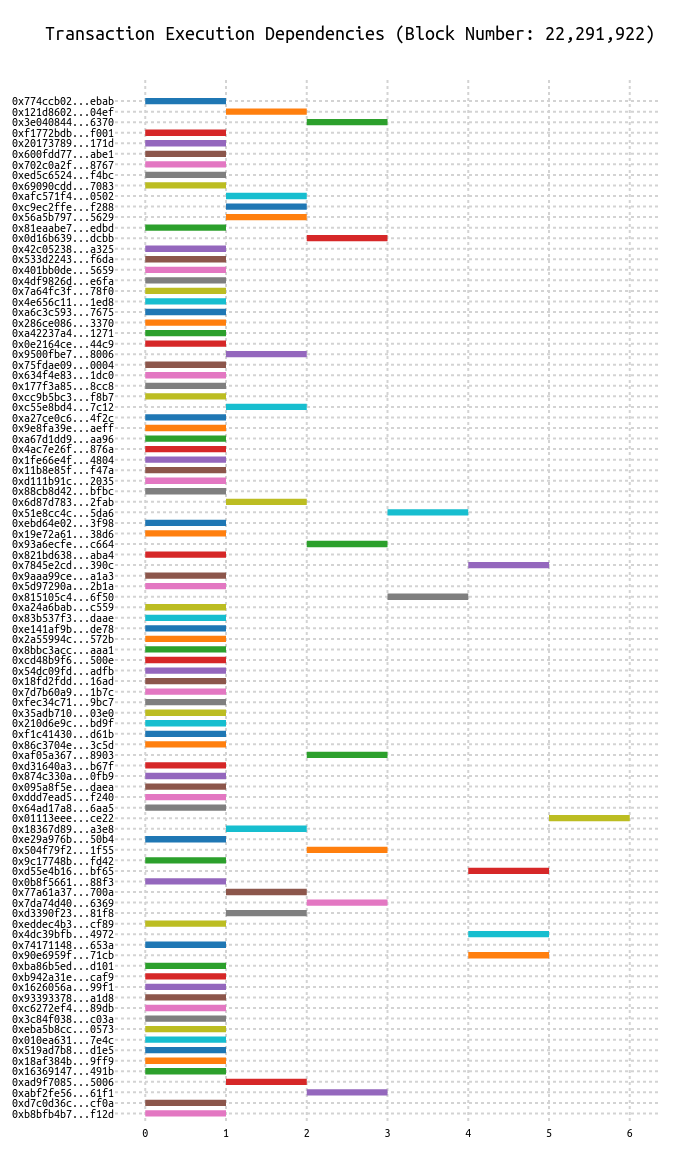 Transaction Execution Dependencies (Block Number: 22,291,922)
0x774ccb02...ebab
0x121d8602...04ef
0x3e040844...6370
0xf1772bdb...f001
0x20173789...171d
0x600fdd77...abe1
0x702c0a2f...8767
0xed5c6524...f4bc
0x69090cdd...7083
0xafc571f4...0502
0xc9ec2ffe...f288
0x56a5b797...5629
0x81eaabe7...edbd
0x0d16b639...dcbb
0x42c05238...a325
0x533d2243...f6da
0x401bb0de...5659
0x4df9826d...e6fa
0x7a64fc3f...78f0
0x4e656c11...1ed8
0xa6c3c593...7675
0x286ce086...3370
0xa42237a4...1271
0x0e2164ce...44c9
0x9500fbe7...8006
0x75fdae09...0004
0x634f4e83...1dc0
0x177f3a85...8cc8
0xcc9b5bc3...f8b7
0xc55e8bd4...7c12
0xa27ce0c6...4f2c
0x9e8fa39e...aeff
0xa67d1dd9...aa96
0x4ac7e26f...876a
0x1fe66e4f...4804
0x11b8e85f...f47a
0xd111b91c...2035
0x88cb8d42...bfbc
0x6d87d783...2fab
0x51e8cc4c...5da6
0xebd64e02...3f98
0x19e72a61...38d6
0x93a6ecfe...c664
0x821bd638...aba4
0x7845e2cd...390c
0x9aaa99ce...a1a3
0x5d97290a...2b1a
0x815105c4...6f50
0xa24a6bab...c559
0x83b537f3...daae
0xe141af9b...de78
0x2a55994c...572b
0x8bbc3acc...aaa1
0xcd48b9f6...500e
0x54dc09fd...adfb
0x18fd2fdd...16ad
0x7d7b60a9...1b7c
0xfec34c71...9bc7
0x35adb710...03e0
0x210d6e9c...bd9f
0xf1c41430...d61b
0x86c3704e...3c5d
0xaf05a367...8903
0xd31640a3...b67f
0x874c330a...0fb9
0x095a8f5e...daea
0xddd7ead5...f240
0x64ad17a8...6aa5
0x01113eee...ce22
0x18367d89...a3e8
0xe29a976b...50b4
0x504f79f2...1f55
0x9c17748b...fd42
0xd55e4b16...bf65
0x0b8f5661...88f3
0x77a61a37...700a
0x7da74d40...6369
0xd3390f23...81f8
0xeddec4b3...cf89
0x4dc39bfb...4972
0x74171148...653a
0x90e6959f...71cb
0xba86b5ed...d101
0xb942a31e...caf9
0x1626056a...99f1
0x93393378...a1d8
0xc6272ef4...89db
0x3c84f038...c03a
0xeba5b8cc...0573
0x010ea631...7e4c
0x519ad7b8...d1e5
0x18af384b...9ff9
0x16369147...491b
0xad9f7085...5006
0xabf2fe56...61f1
0xd7c0d36c...cf0a
0xb8bfb4b7...f12d
0 1 2 3 4 5 6